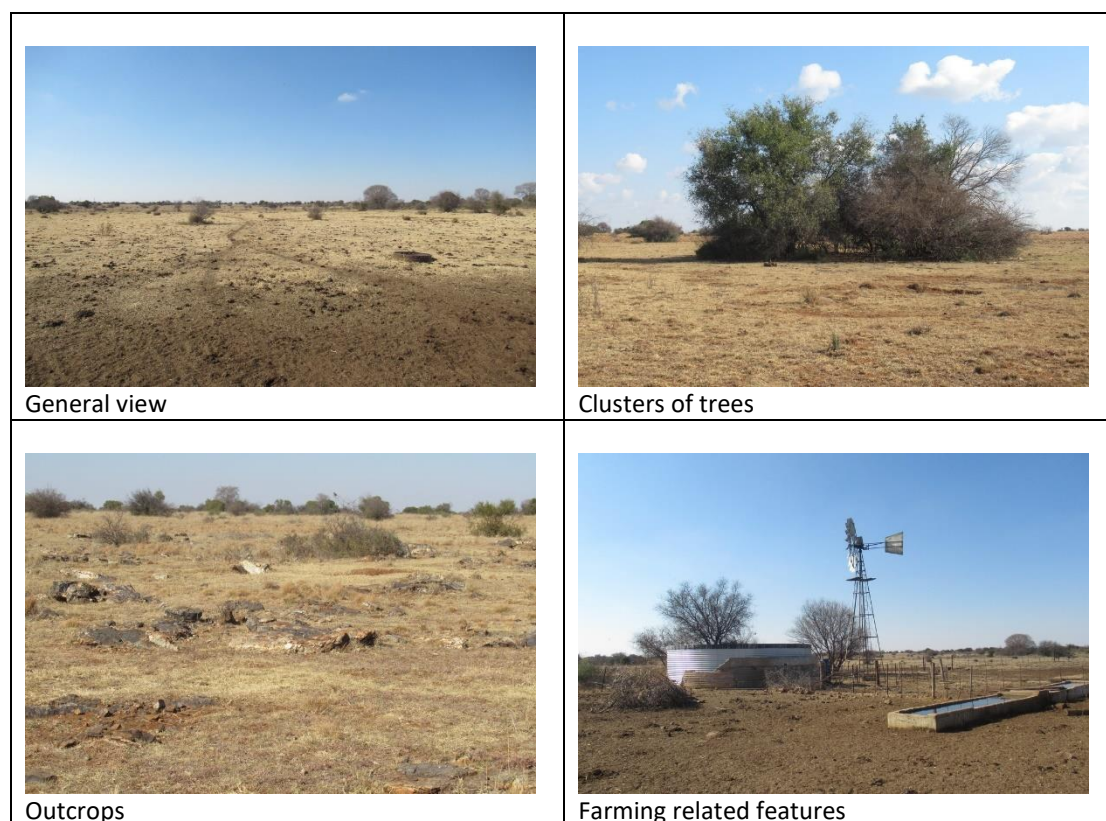 General view
Clusters of trees
Outcrops
Farming related features